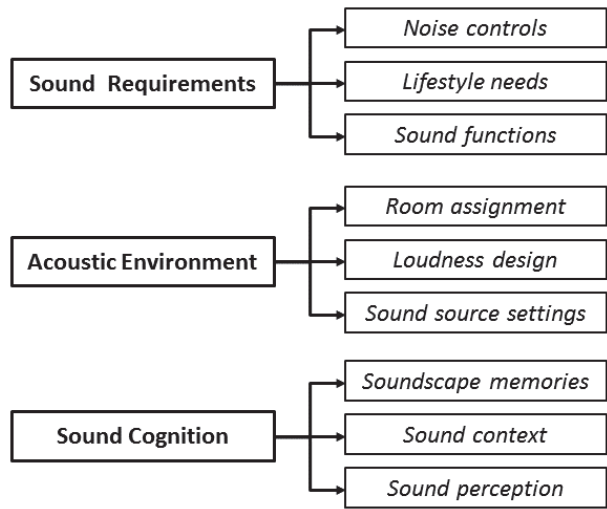 Noise controls
Sound Requirements
Lifestyle needs
Sound functions
Room assignment
Acoustic Environment
Loudness design
Sound source settings
Soundscape memories
Sound Cognition
Sound context
Sound perception